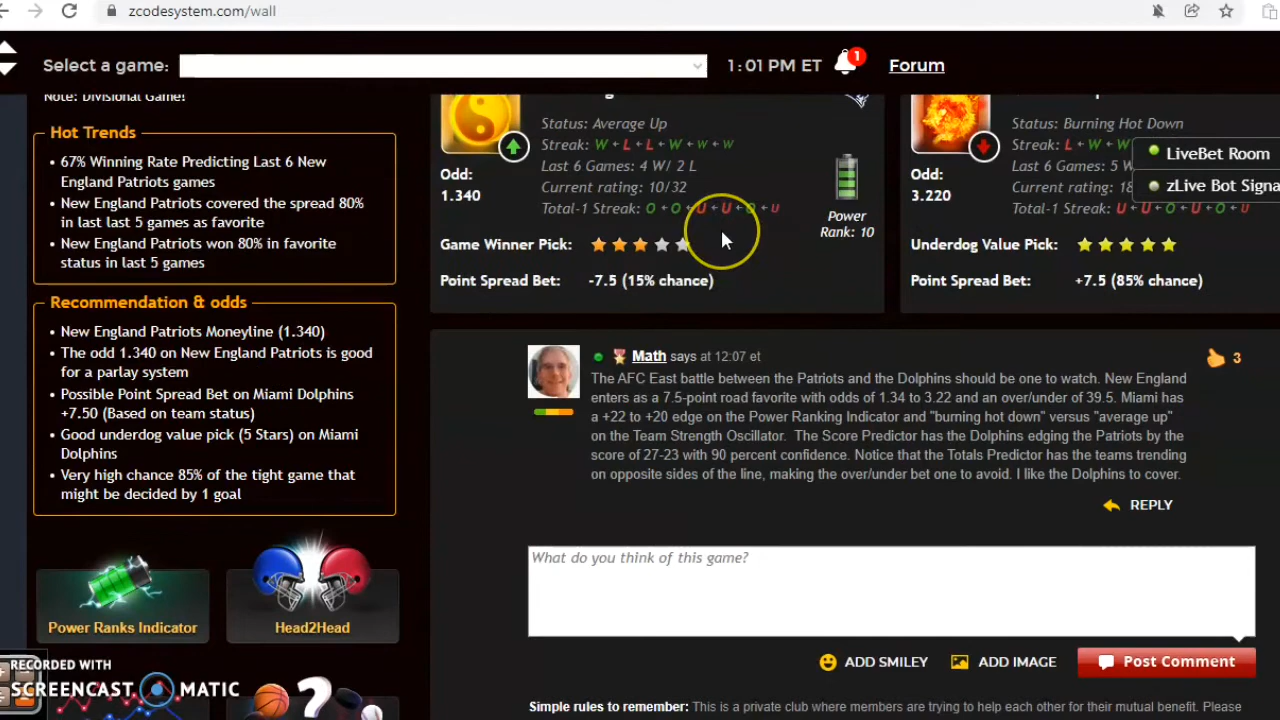 zcodesystem.com/wall
Select a game:
1:01 PM ET
1
Forum
Note: Divisional Game!
Hot Trends
• 67% Winning Rate Predicting Last 6 New
England Patriots games
• New England Patriots covered the spread 80%
in last last 5 games as favorite
• New England Patriots won 80% in favorite
status in last 5 games
Recommendation & odds
• New England Patriots Moneyline (1.340)
• The odd 1.340 on New England Patriots is good
for a parlay system
• Possible Point Spread Bet on Miami Dolphins
+7.50 (Based on team status)
• Good underdog value pick (5 Stars) on Miami
Dolphins
• Very high chance 85% of the tight game that
might be decided by 1 goal
Power Ranks Indicator
Head2Head
RECORDED WITH
SCREENCAST MATIC
Odd:
1.340
Status: Average Up
Streak: W - L - L - W - W - W
Last 6 Games: 4 W/ 2 L
Current rating: 10/32
Total-1 Streak: O - O - U - U - O - U
Power
Rank: 10
Game Winner Pick:
Point Spread Bet: -7.5 (15% chance)
Odd:
3.220
Status: Burning Hot Down
Streak: L - W - W
Last 6 Games: 5 W
Current rating: 18
Total-1 Streak: U - U - O - U - O - U
LiveBet Room
zLive Bot Signa
Underdog Value Pick:
Point Spread Bet: +7.5 (85% chance)
Math says at 12:07 et
3
The AFC East battle between the Patriots and the Dolphins should be one to watch. New England
enters as a 7.5-point road favorite with odds of 1.34 to 3.22 and an over/under of 39.5. Miami has
a +22 to +20 edge on the Power Ranking Indicator and "burning hot down" versus "average up"
on the Team Strength Oscillator. The Score Predictor has the Dolphins edging the Patriots by the
score of 27-23 with 90 percent confidence. Notice that the Totals Predictor has the teams trending
on opposite sides of the line, making the over/under bet one to avoid. I like the Dolphins to cover.
REPLY
What do you think of this game?
ADD SMILEY
ADD IMAGE
Post Comment
Simple rules to remember: This is a private club where members are trying to help each other for their mutual benefit. Please